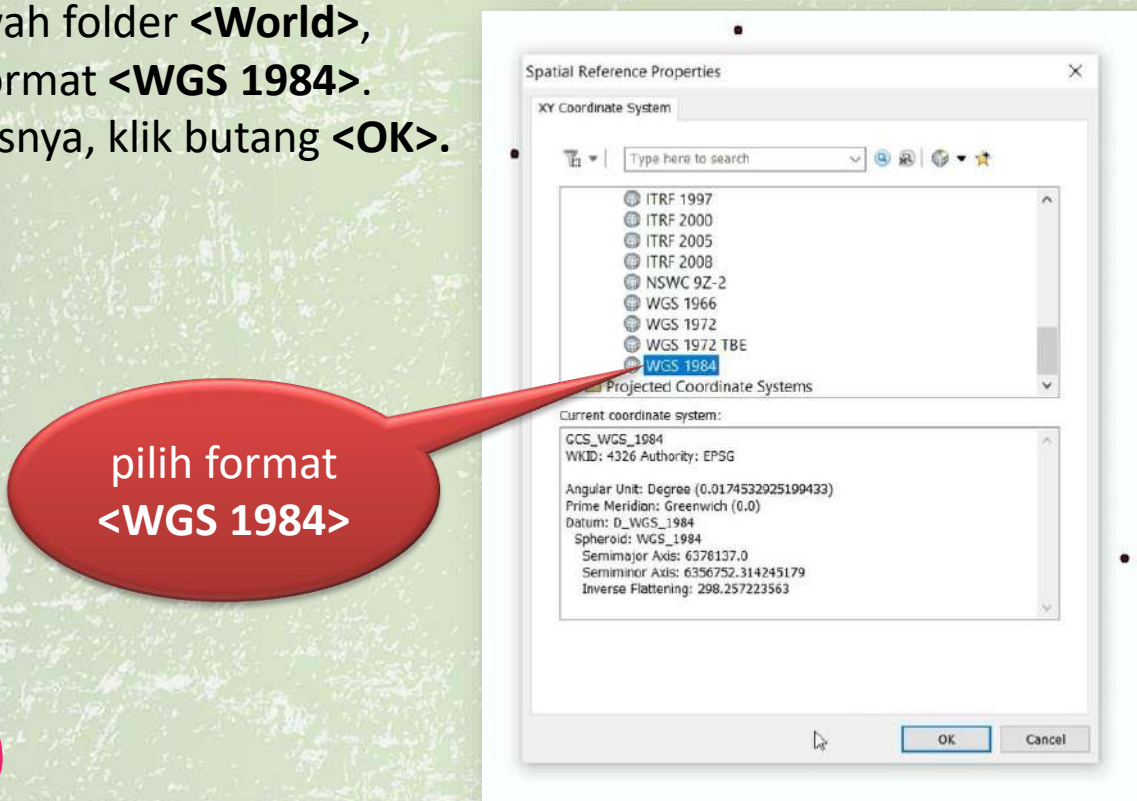 yah folder <World>,
ormat <WGS 1984>.
snya, klik butang <OK>.
pilih format
<WGS 1984>
Spatial Reference Properties
XY Coordinate System
Type here to search
ITRF 1997
ITRF 2000
ITRF 2005
ITRF 2008
NSWC 9Z-2
WGS 1966
WGS 1972
WGS 1972 TBE
WGS 1984
Projected Coordinate Systems
Current coordinate system:
GCS_WGS_1984
WKID: 4326 Authority: EPSG
Angular Unit: Degree (0.0174532925199433)
Prime Meridian: Greenwich (0.0)
Datum: D_WGS_1984
Spheroid: WGS_1984
Semimajor Axis: 6378137.0
Semiminor Axis: 6356752.314245179
Inverse Flattening: 298.257223563
OK Cancel